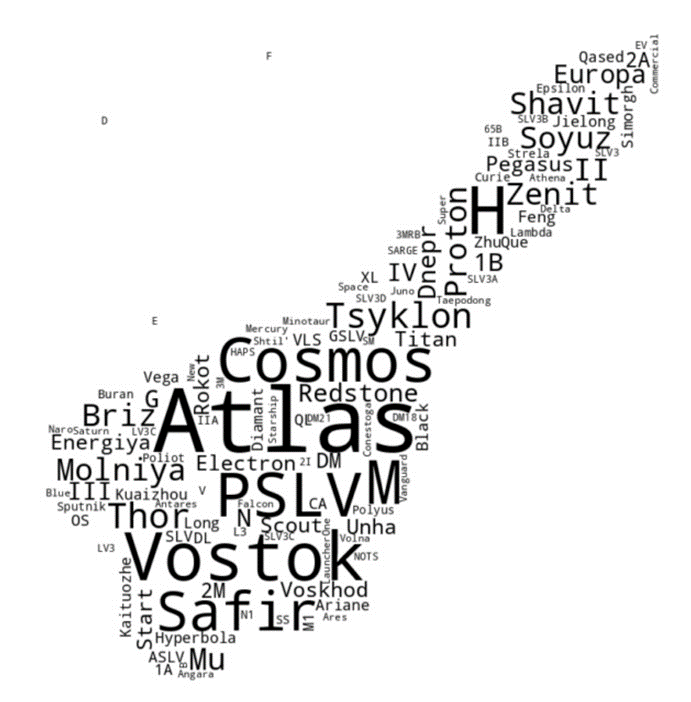 EV
F
Qased 2A
Commercial
Europa
Epsilon
Simorgh
Shavit
D
SLV3B Jielong
65B
Soyuz
IIB
Strela
SLV3
Pegasus II
Curie
Athena
Super
Proton
H
Zenit
Delta
Feng
Dnepr
3MRB
Lambda
ZhuQue
SARGE
1B
XL
IV
SLV3A
Space
Juno
SLV3D
Taepodong
E
Minotaur
Tsyklon
Mercury
Shtil'
VLS
GSLV
SM
Titan
HAPS
Cosmos
Rokot
New
3M
Vega
Buran
G
Redstone
Briz
Atlas
Diamant
Starship
QL
DM21
Conestoga
DM18
Black
IIA
Naro
Saturn
LV3C
Energiya
Poliot
Molniya
Electron
2I
DM
M
Vanguard
Blue
III
Kuaizhou
V
PSLV
Sputnik
Antares
Falcon
CA
Polyus
OS
Thor
Long
N
Scout
LauncherOne
Unha
L3
SLV
DL
SLV3C
Volna
LV3
Vostok
NOTS
Kaituozhe
2M
Voskhod
Start
Safir
Ariane
N1
SS
M1
Ares
Hyperbola
ASLV
B
Mu
1A
Angara